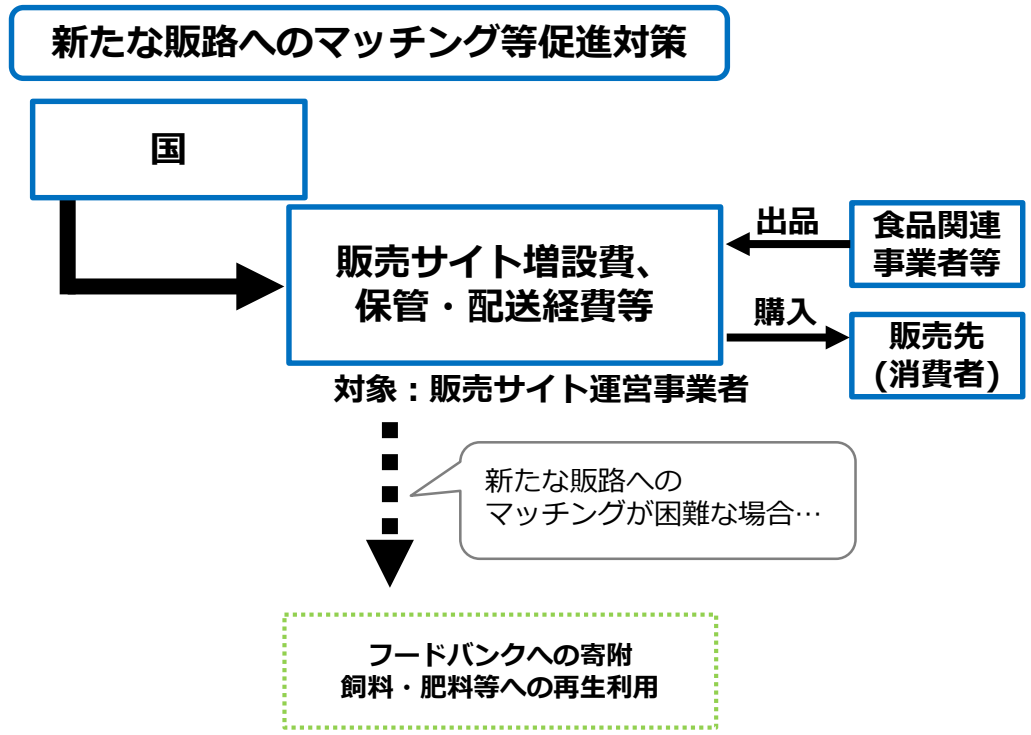 新たな販路へのマッチング等促進対策
国
販売サイト増設費、
保管・配送経費等
出品
食品関連
事業者等
購入
販売先
(消費者)
対象：販売サイト運営事業者
新たな販路への
マッチングが困難な場合…
フードバンクへの寄附
飼料・肥料等への再生利用